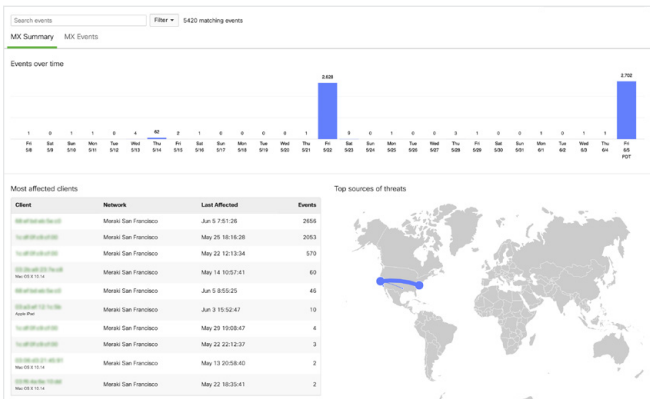 Search events
Filter
5420 matching events
MX Summary
MX Events
Events over time
2,628
2,702
1 0 1 1 2 4 62 2 1 0 0 0 1
0 1 0 0 3 1 0 0 1 0 1 1
Fri Sat Sun Mon Tue Wed Thu Fri Sat Sun Mon Tue Wed Thu Fri Sat Sun Mon Tue Wed Thu Fri Sat Sun Mon Tue Wed Thu Fri
5/8 5/9 5/10 5/11 5/12 5/13 5/14 5/15 5/16 5/17 5/18 5/19 5/20 5/21 5/22 5/23 5/24 5/25 5/26 5/27 5/28 5/29 5/30 5/31 6/1 6/2 6/3 6/4 6/5
PDT
Most affected clients
Top sources of threats
Client Network Last Affected Events
Meraki San Francisco Jun 5 7:51:26 2656
Meraki San Francisco May 25 18:16:28 2053
Meraki San Francisco May 22 12:13:34 570
Meraki San Francisco May 14 10:57:41 60
Mac OS X 10.14
Meraki San Francisco Jun 5 8:55:25 45
Meraki San Francisco Jun 3 15:52:47 10
Apple iPad
Meraki San Francisco May 29 19:08:47 4
Meraki San Francisco May 22 22:12:37 3
Meraki San Francisco May 13 20:58:40 2
Mac OS X 10.14
Meraki San Francisco May 22 18:35:41 2
Mac OS X 10.14